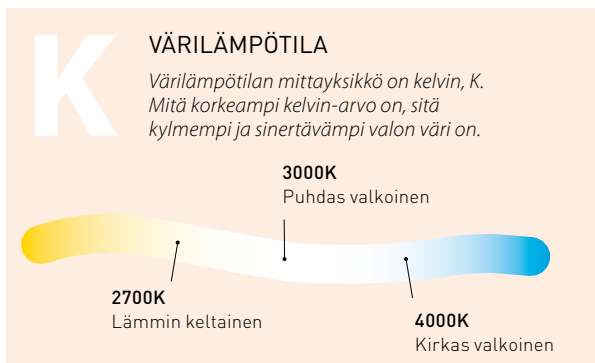 K
VÄRILÄMPÖTILA
Värilämpötilan mittayksikkö on kelvin, K.
Mitä korkeampi kelvin-arvo on, sitä
kylmempi ja sinertävämpi valon väri on.
3000K
Puhdas valkoinen
2700K
Lämmin keltainen
4000K
Kirkas valkoinen